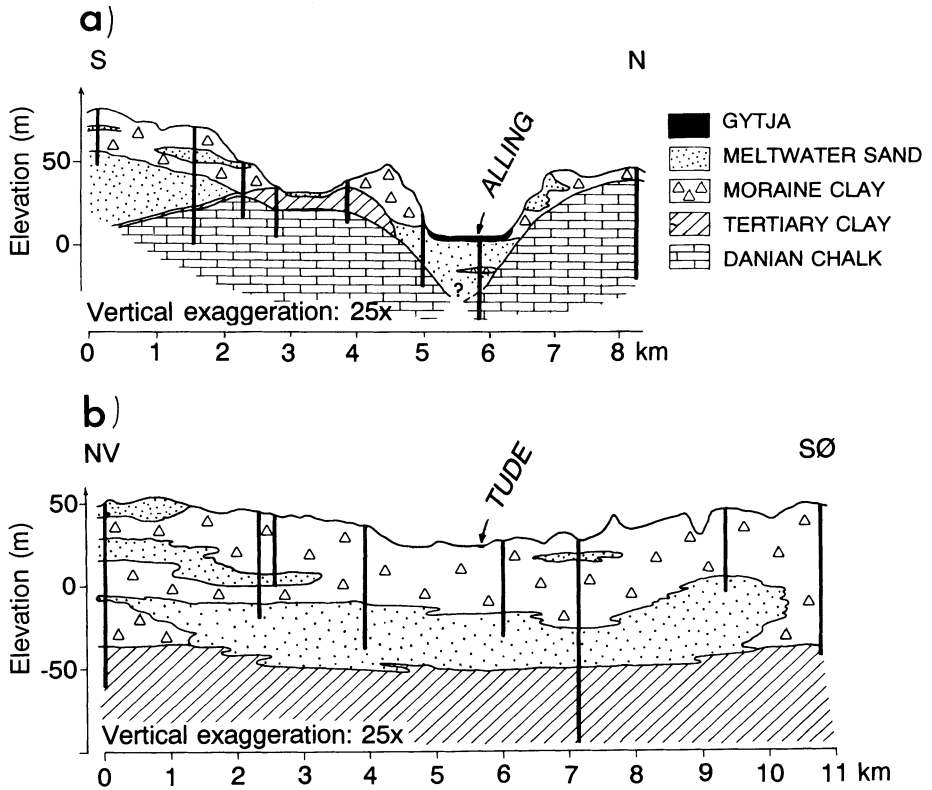 a)
S
N
Elevation (m)
50
0
ALLING
GYTJA
MELTWATER SAND
MORAINE CLAY
TERTIARY CLAY
DANIAN CHALK
?
Vertical exaggeration: 25x
0 1 2 3 4 5 6 7 8 km
b)
NV
SØ
TUDE
Elevation (m)
50
0
-50
Vertical exaggeration: 25x
0 1 2 3 4 5 6 7 8 9 10 11 km